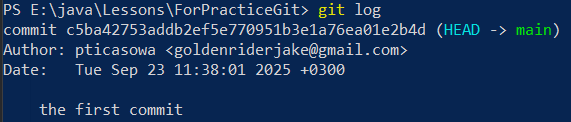 PS E:\java\Lessons\ForPracticeGit> git log
commit c5ba42753addb2ef5e770951b3e1a76ea01e2b4d (HEAD -> main)
Author: pticasowa <goldenriderjake@gmail.com>
Date:   Tue Sep 23 11:38:01 2025 +0300
    the first commit